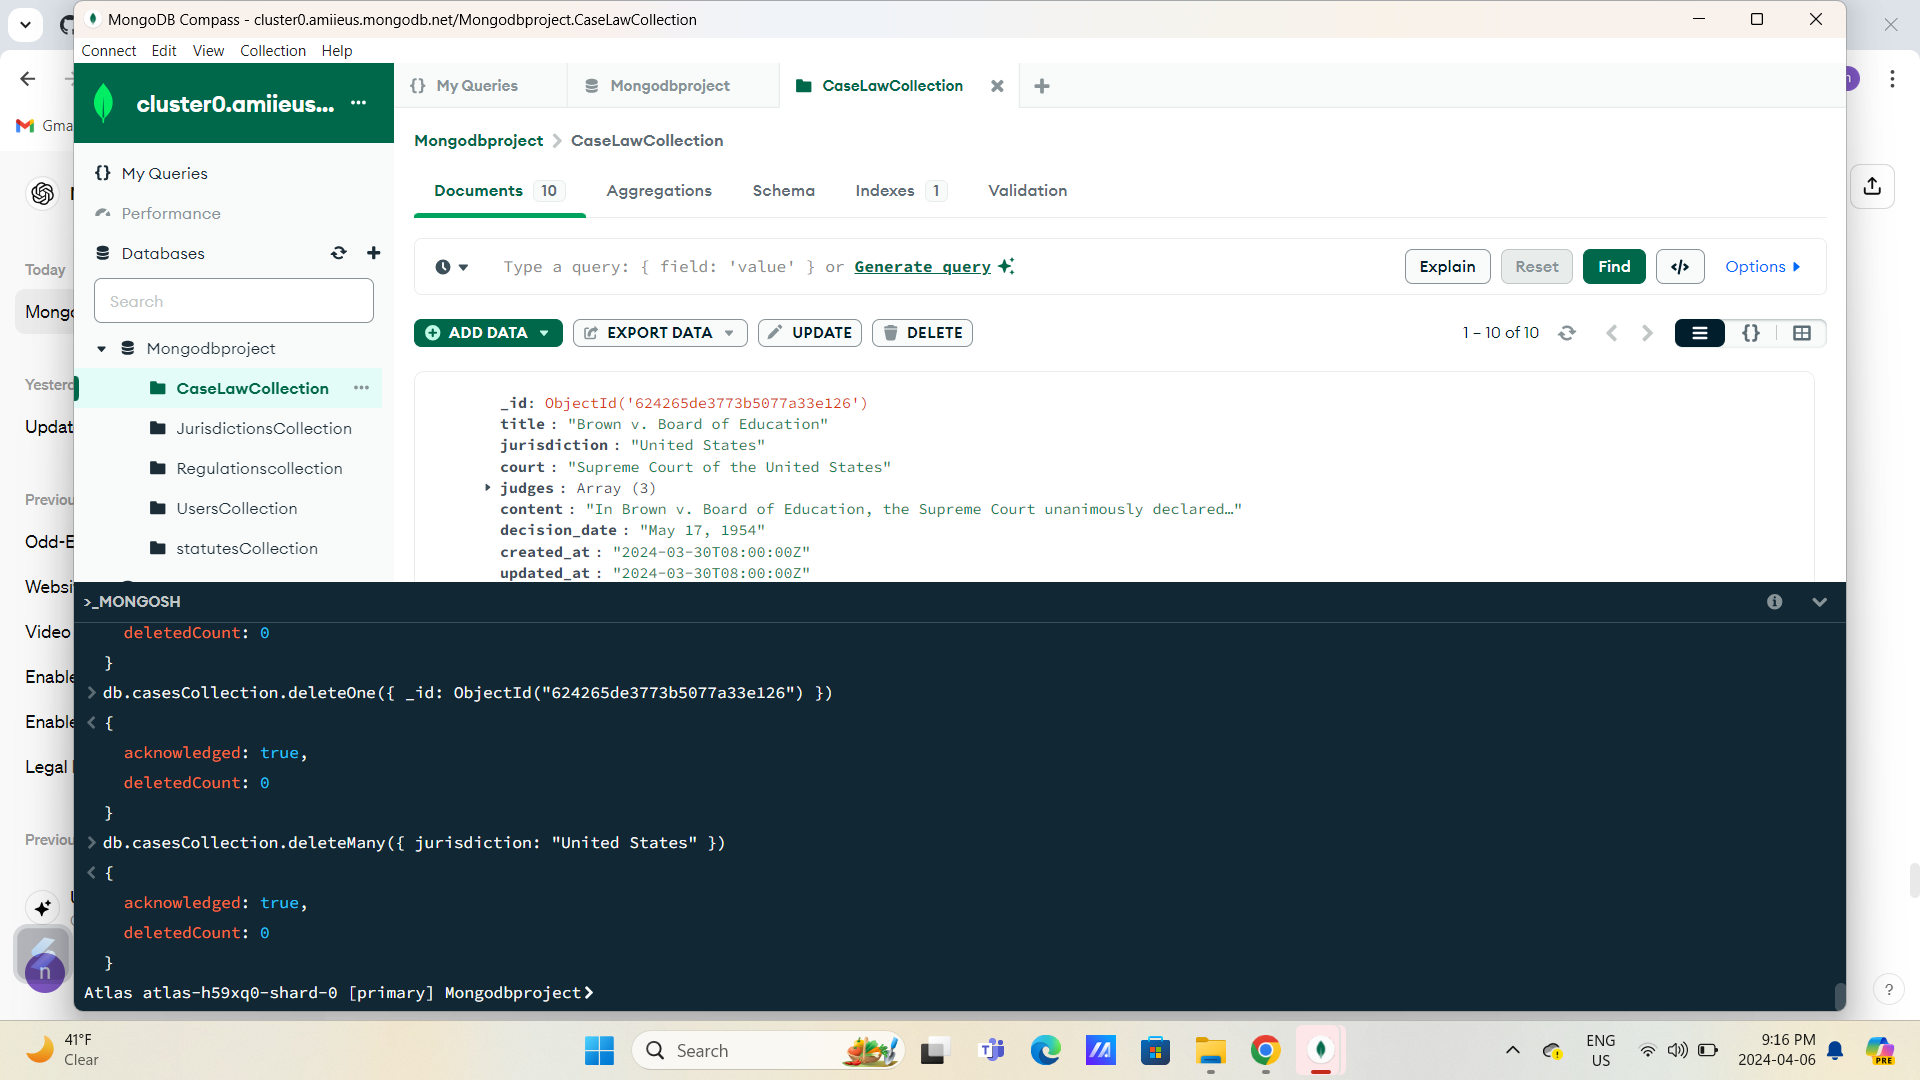 MongoDB Compass - cluster0.amiieus.mongodb.net/Mongodbproject.CaseLawCollection
Connect Edit View Collection Help
cluster0.amiieus... ···
{} My Queries
Mongodbproject
CaseLawCollection
Gma
Mongodbproject > CaseLawCollection
{} My Queries
Performance
Databases
Search
Mongodbproject
CaseLawCollection ···
JurisdictionsCollection
Regulationscollection
UsersCollection
statutesCollection
Documents 10 Aggregations Schema Indexes 1 Validation
Type a query: { field: 'value' } or Generate query
Explain Reset Find </> Options
ADD DATA EXPORT DATA UPDATE DELETE
1 – 10 of 10
{}
_id: ObjectId('624265de3773b5077a33e126')
title : "Brown v. Board of Education"
jurisdiction : "United States"
court : "Supreme Court of the United States"
judges : Array (3)
content : "In Brown v. Board of Education, the Supreme Court unanimously declared…"
decision_date : "May 17, 1954"
created_at : "2024-03-30T08:00:00Z"
updated_at : "2024-03-30T08:00:00Z"
Today
Mongo
Yesterd
Updat
Previou
Odd-E
Websi
Video
Enable
Enable
Legal
Previou
n
>_MONGOSH
deletedCount: 0
}
> db.casesCollection.deleteOne({ _id: ObjectId("624265de3773b5077a33e126") })
< {
acknowledged: true,
deletedCount: 0
}
> db.casesCollection.deleteMany({ jurisdiction: "United States" })
< {
acknowledged: true,
deletedCount: 0
}
Atlas atlas-h59xq0-shard-0 [primary] Mongodbproject>
?
41°F
Clear
Search
ENG
US
9:16 PM
2024-04-06
PRE